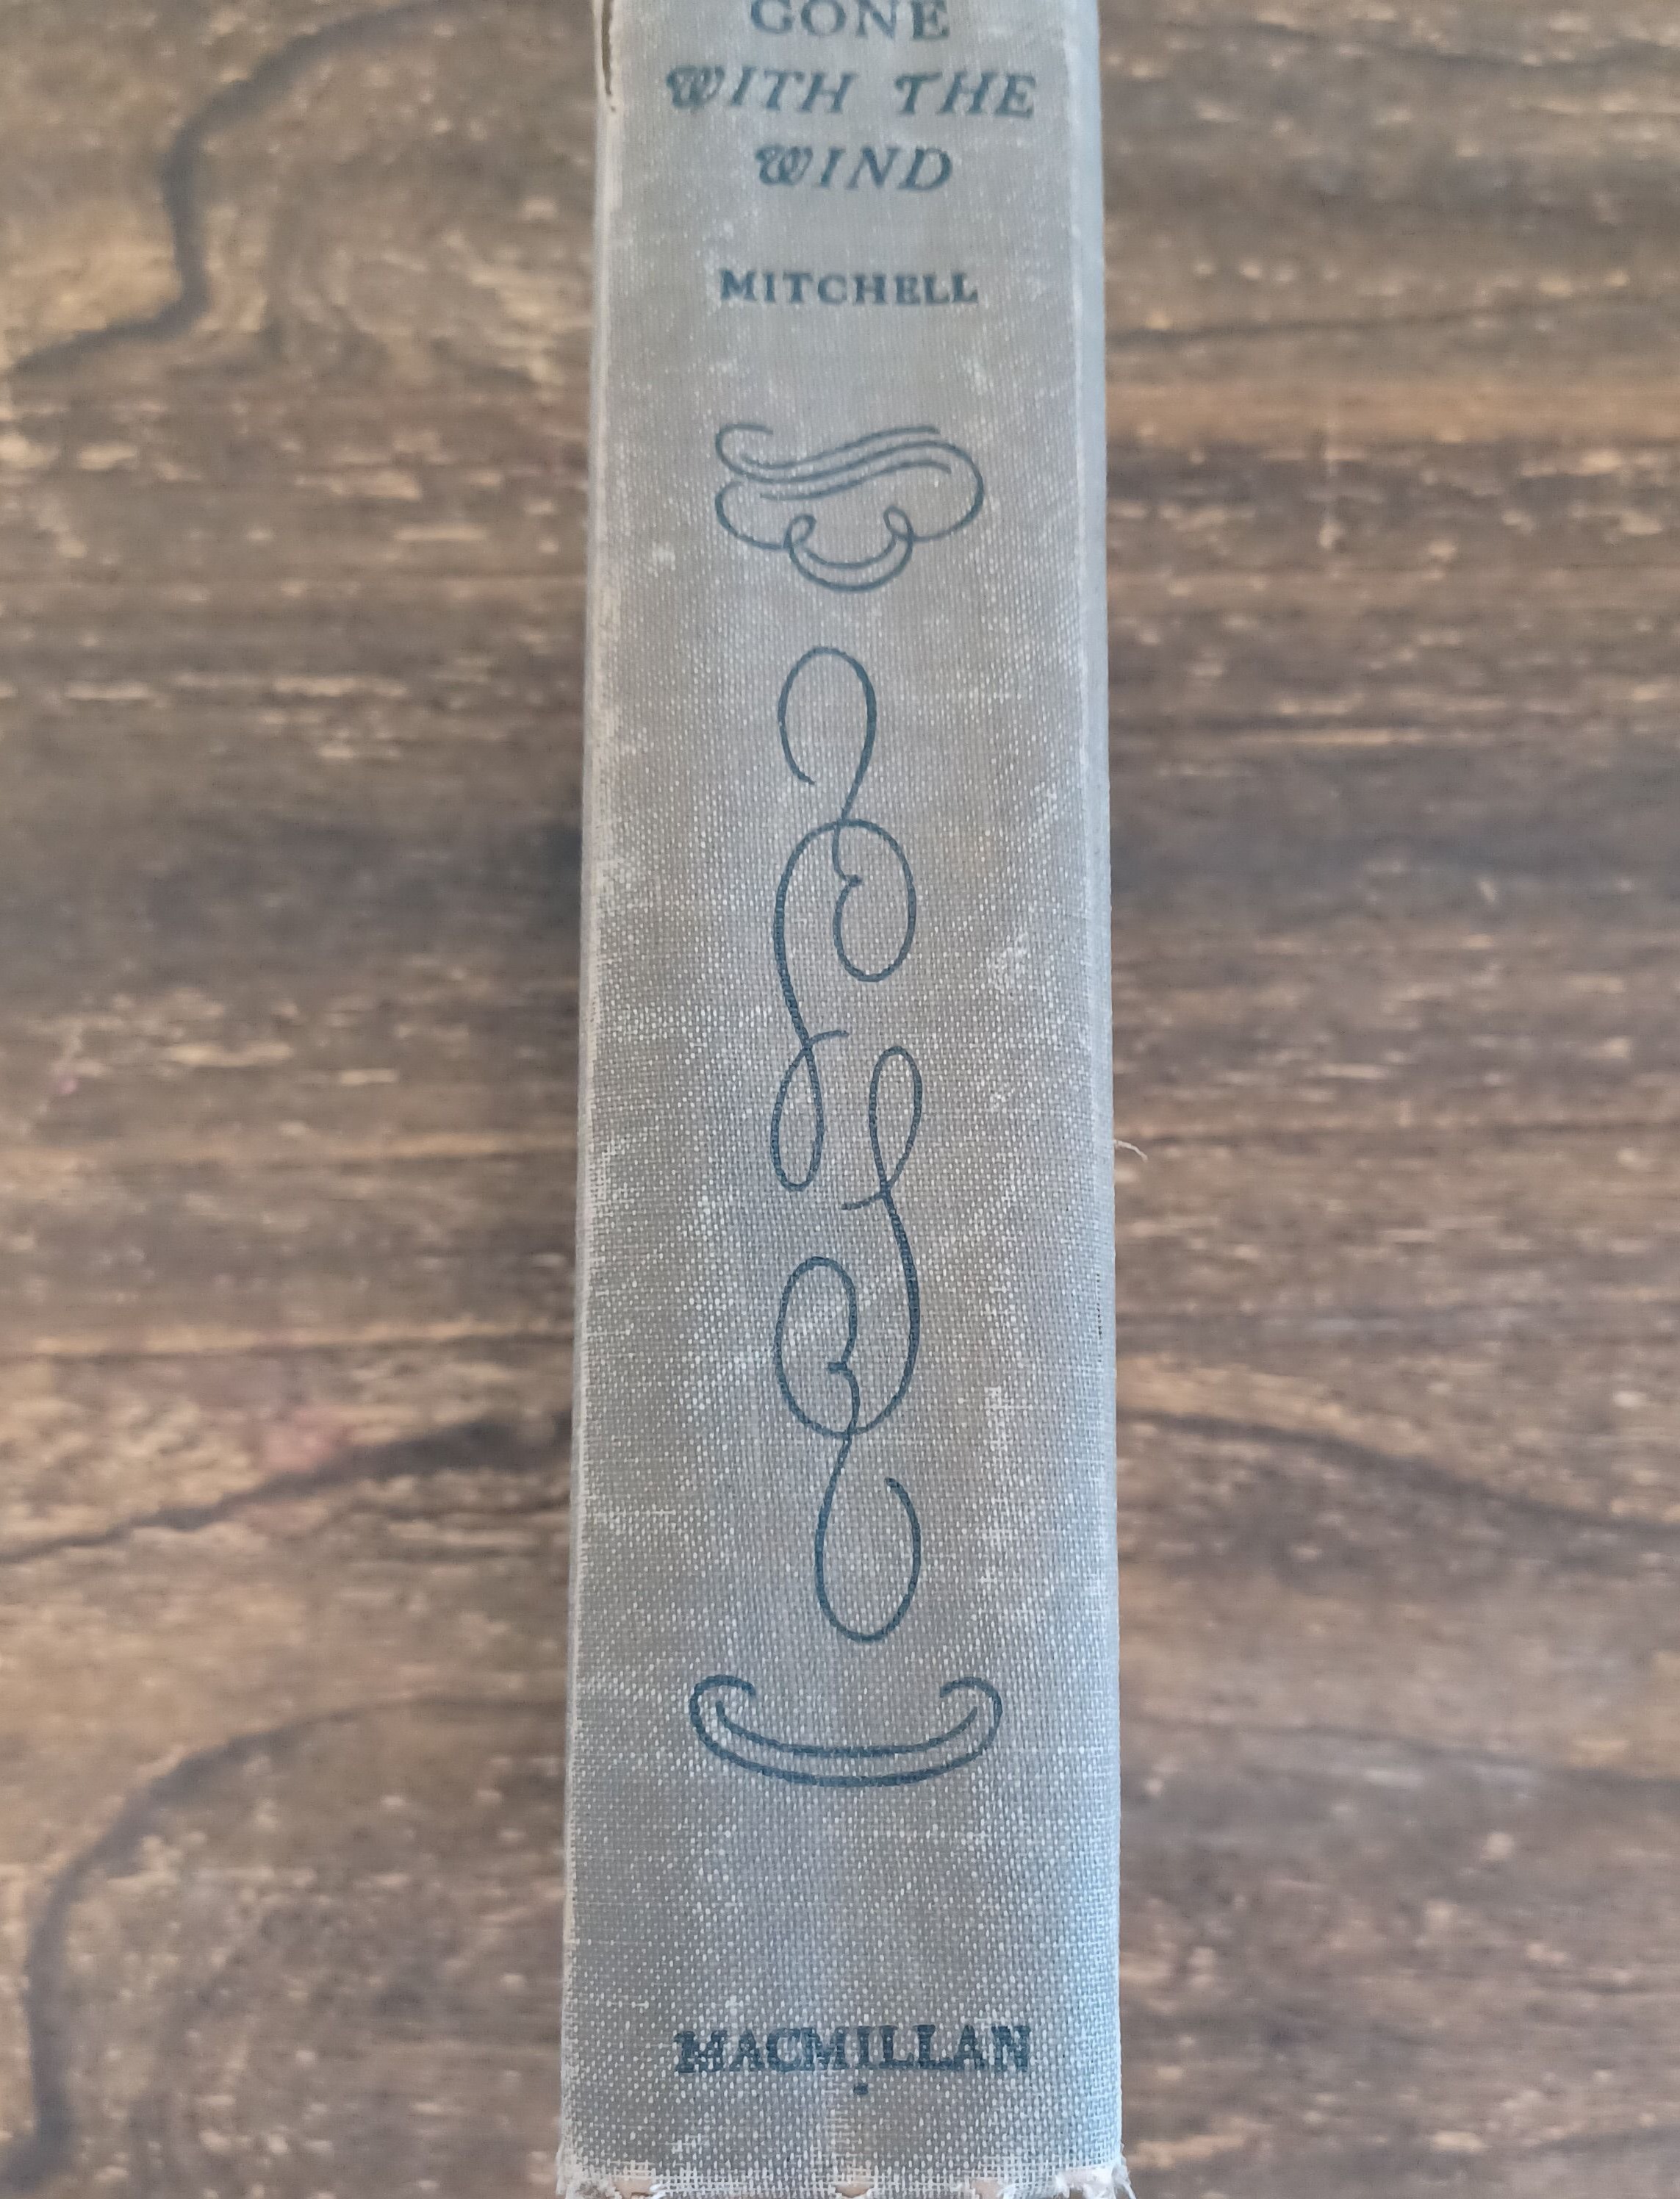 GONE
WITH THE
WIND
MITCHELL
MACMILLAN